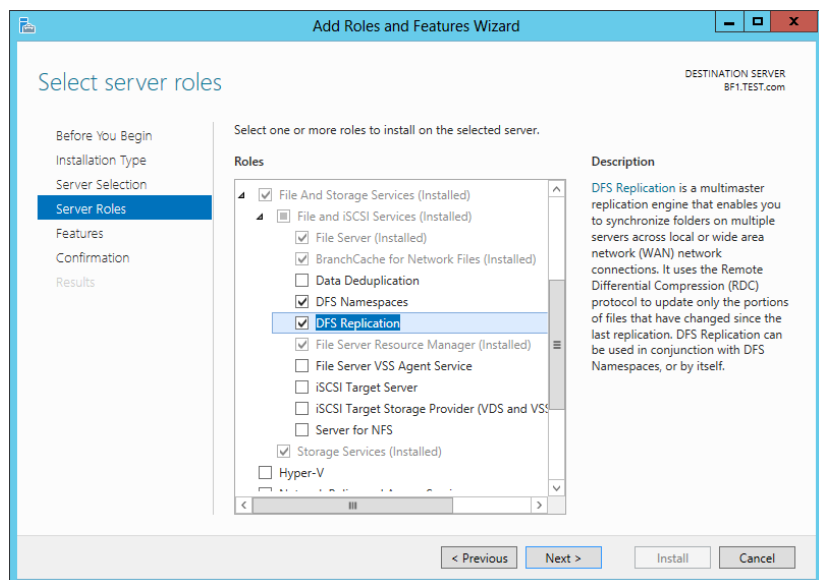 Add Roles and Features Wizard
Select server roles
DESTINATION SERVER
BF1.TEST.com
Before You Begin
Installation Type
Server Selection
Server Roles
Features
Confirmation
Results
Select one or more roles to install on the selected server.
Roles
File And Storage Services (Installed)
File and iSCSI Services (Installed)
File Server (Installed)
BranchCache for Network Files (Installed)
Data Deduplication
DFS Namespaces
DFS Replication
File Server Resource Manager (Installed)
File Server VSS Agent Service
iSCSI Target Server
iSCSI Target Storage Provider (VDS and VSS
Server for NFS
Storage Services (Installed)
Hyper-V
Description
DFS Replication is a multimaster
replication engine that enables you
to synchronize folders on multiple
servers across local or wide area
network (WAN) network
connections. It uses the Remote
Differential Compression (RDC)
protocol to update only the portions
of files that have changed since the
last replication. DFS Replication can
be used in conjunction with DFS
Namespaces, or by itself.
< Previous
Next >
Install
Cancel